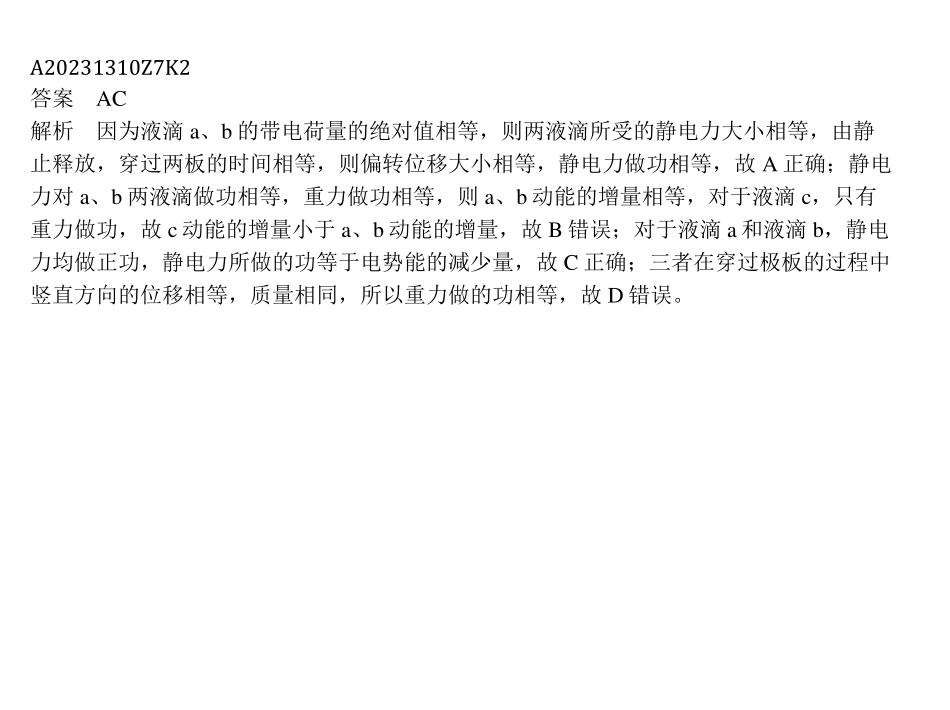 A20231310Z7K2
答案　AC
解析　因为液滴 a、b 的带电荷量的绝对值相等，则两液滴所受的静电力大小相等，由静
止释放，穿过两板的时间相等，则偏转位移大小相等，静电力做功相等，故 A 正确；静电
力对 a、b 两液滴做功相等，重力做功相等，则 a、b 动能的增量相等，对于液滴 c，只有
重力做功，故 c 动能的增量小于 a、b 动能的增量，故 B 错误；对于液滴 a 和液滴 b，静电
力均做正功，静电力所做的功等于电势能的减少量，故 C 正确；三者在穿过极板的过程中
竖直方向的位移相等，质量相同，所以重力做的功相等，故 D 错误。